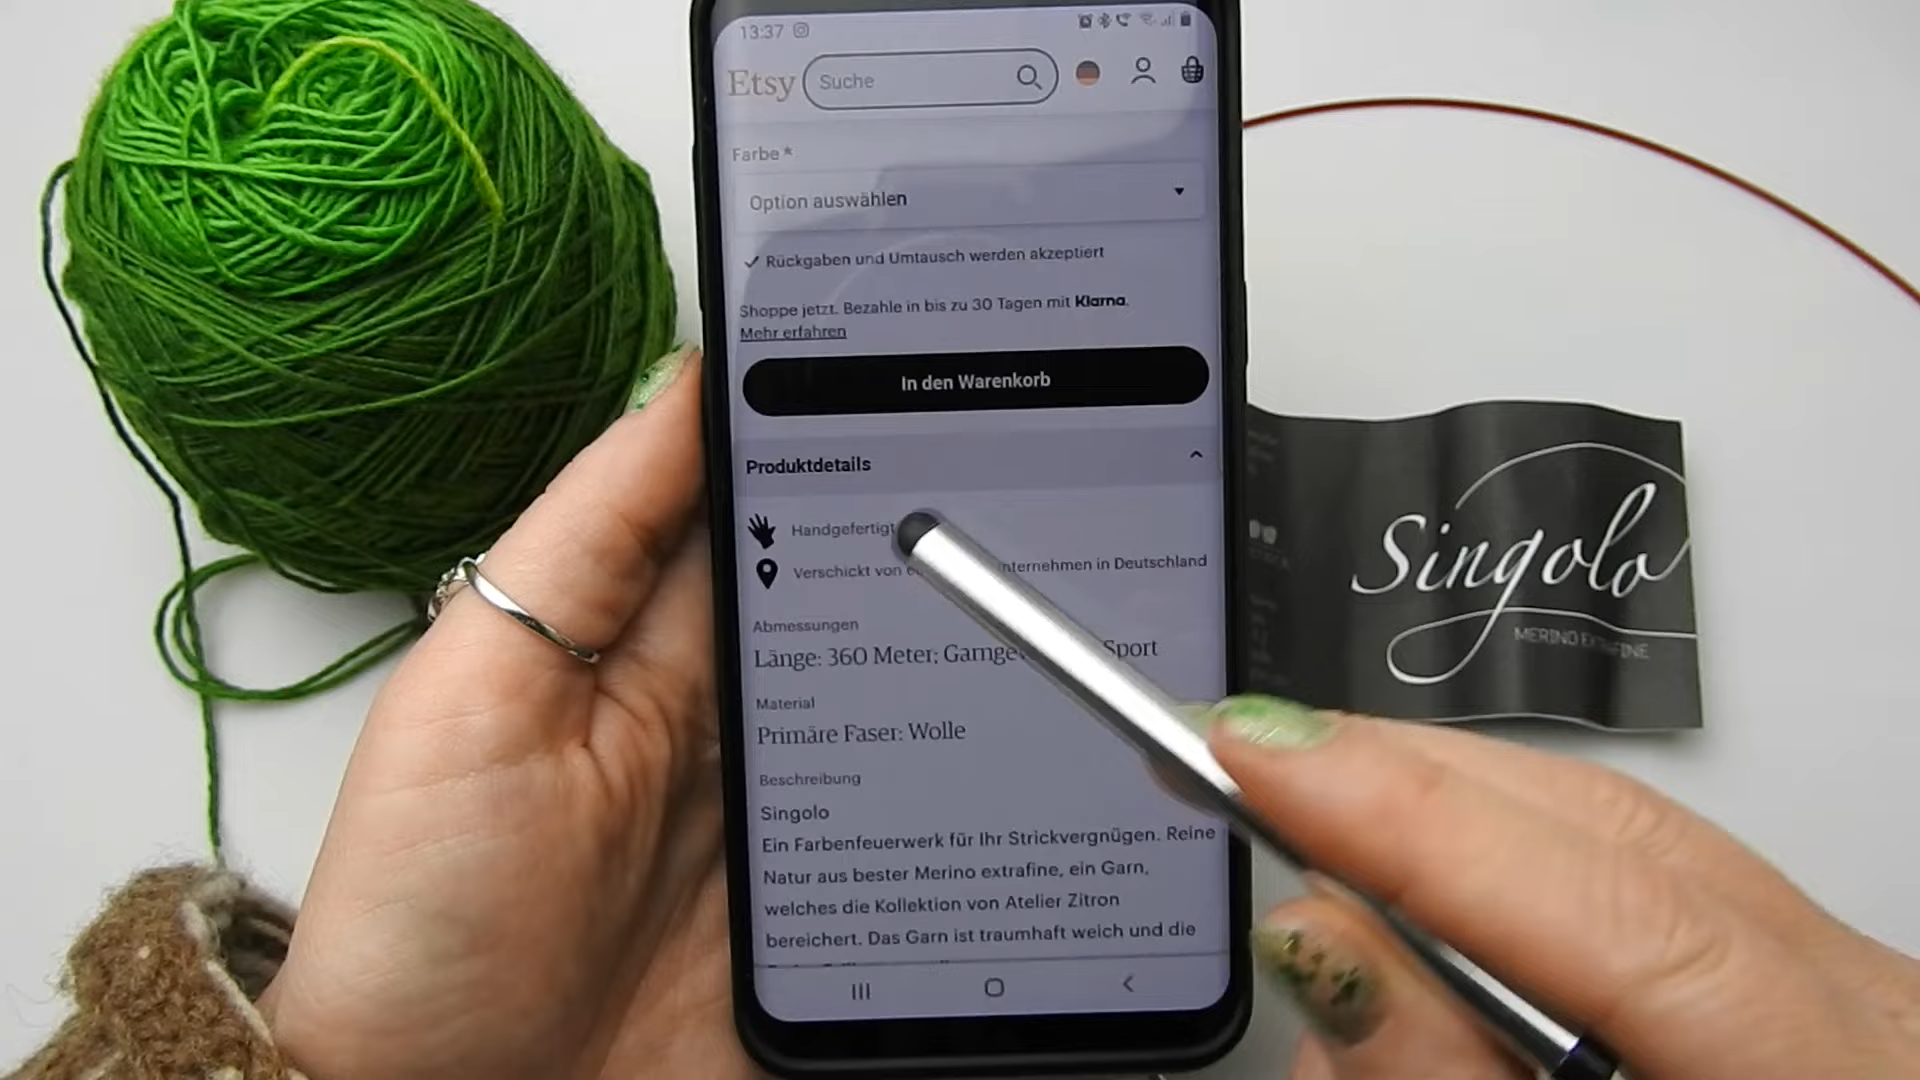 13:37
Etsy
Suche
Farbe *
Option auswählen
Rückgaben und Umtausch werden akzeptiert
Shoppe jetzt. Bezahle in bis zu 30 Tagen mit Klarna.
Mehr erfahren
In den Warenkorb
Produktdetails
Handgefertigt
Verschickt von nternehmen in Deutschland
Abmessungen
Länge: 360 Meter; Sport
Material
Primäre Faser: Wolle
Beschreibung
Singolo
Ein Farbenfeuerwerk für Ihr Strickvergnügen. Reine
Natur aus bester Merino extrafine, ein Garn,
welches die Kollektion von Atelier Zitron
bereichert. Das Garn ist traumhaft weich und die
Singolo
MERINO EXTRAFINE